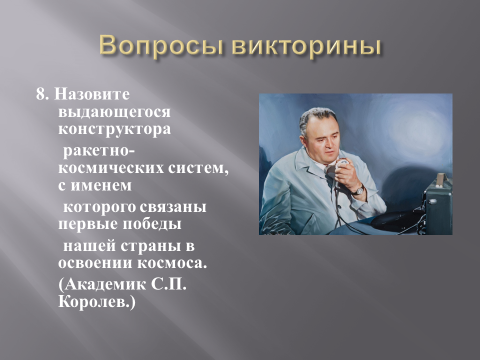 Вопросы викторины
8. Назовите
выдающегося
конструктора
ракетно-
космических систем,
с именем
которого связаны
первые победы
нашей страны в
освоении космоса.
(Академик С.П.
Королев.)